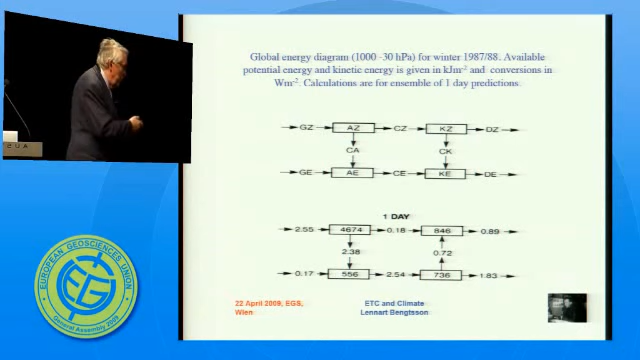 Global energy diagram (1000 -30 hPa) for winter 1987/88. Available
potential energy and kinetic energy is given in kJm-2 and conversions in
Wm-2. Calculations are for ensemble of 1 day predictions.
GZ AZ CZ KZ DZ
CA CK
GE AE CE KE DE
1 DAY
2.55 4674 0.18 846 0.89
2.38 0.72
0.17 556 2.54 736 1.83
22 April 2009, EGS,
Wien
ETC and Climate
Lennart Bengtsson
EUROPEAN GEOSCIENCES UNION
EG
General Assembly 2009